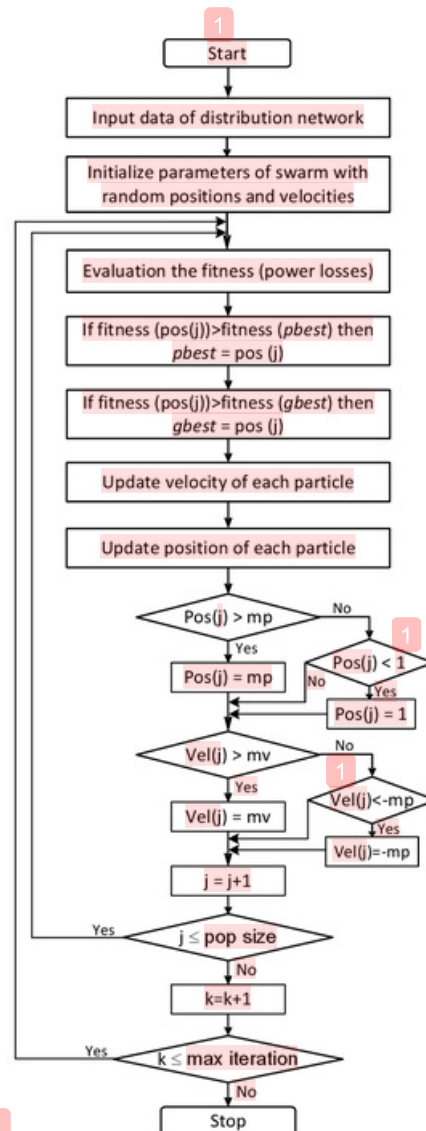 1
Start
Input data of distribution network
Initialize parameters of swarm with
random positions and velocities
Evaluation the fitness (power losses)
If fitness (pos(j))>fitness (pbest) then
pbest = pos (j)
If fitness (pos(j))>fitness (gbest) then
gbest = pos (j)
Update velocity of each particle
Update position of each particle
Pos(j) > mp
No
1
Yes
Pos(j) < 1
No
Yes
Pos(j) = mp
Pos(j) = 1
Vel(j) > mv
No
1
Yes
Vel(j)<-mp
Yes
Vel(j) = mv
Vel(j)=-mp
j = j+1
Yes
j ≤ pop size
No
k=k+1
Yes
k ≤ max iteration
No
Stop